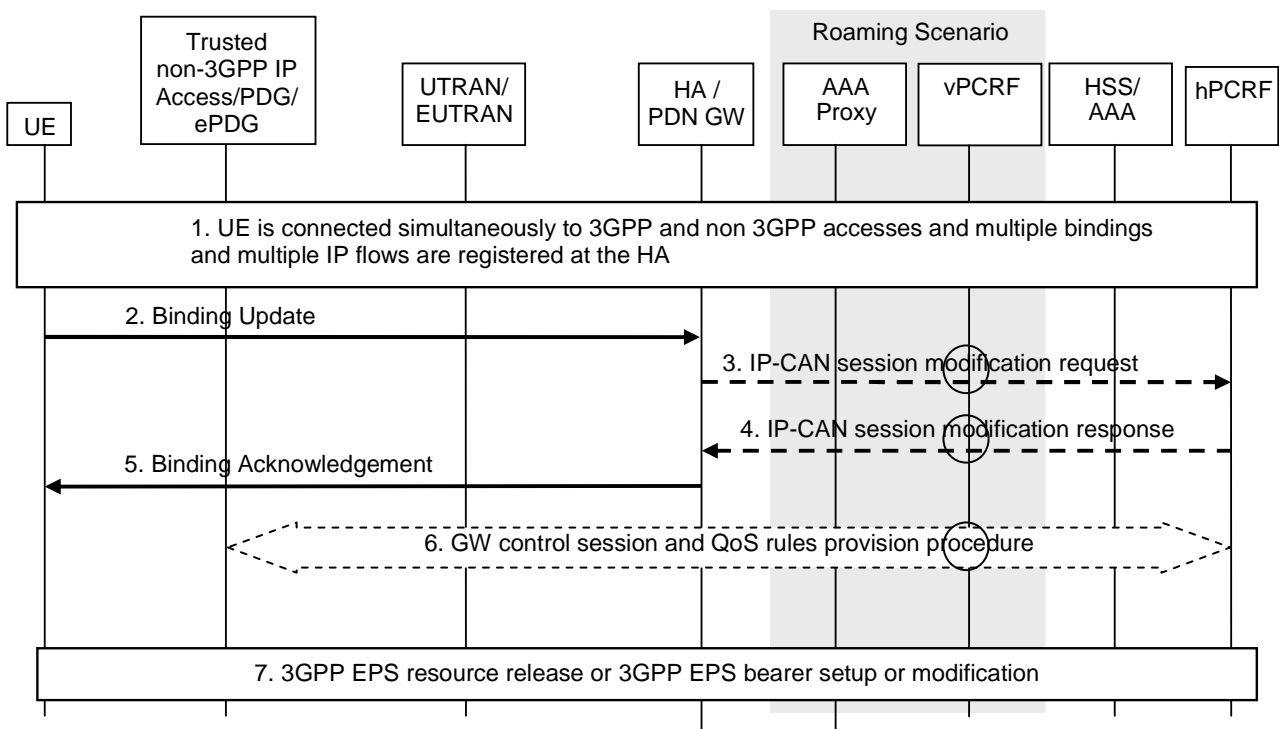 Roaming Scenario
UE
Trusted
non-3GPP IP
Access/PDG/
ePDG
UTRAN/
EUTRAN
HA /
PDN GW
AAA
Proxy
vPCRF
HSS/
AAA
hPCRF
1. UE is connected simultaneously to 3GPP and non 3GPP accesses and multiple bindings
and multiple IP flows are registered at the HA
2. Binding Update
3. IP-CAN session modification request
4. IP-CAN session modification response
5. Binding Acknowledgement
6. GW control session and QoS rules provision procedure
7. 3GPP EPS resource release or 3GPP EPS bearer setup or modification